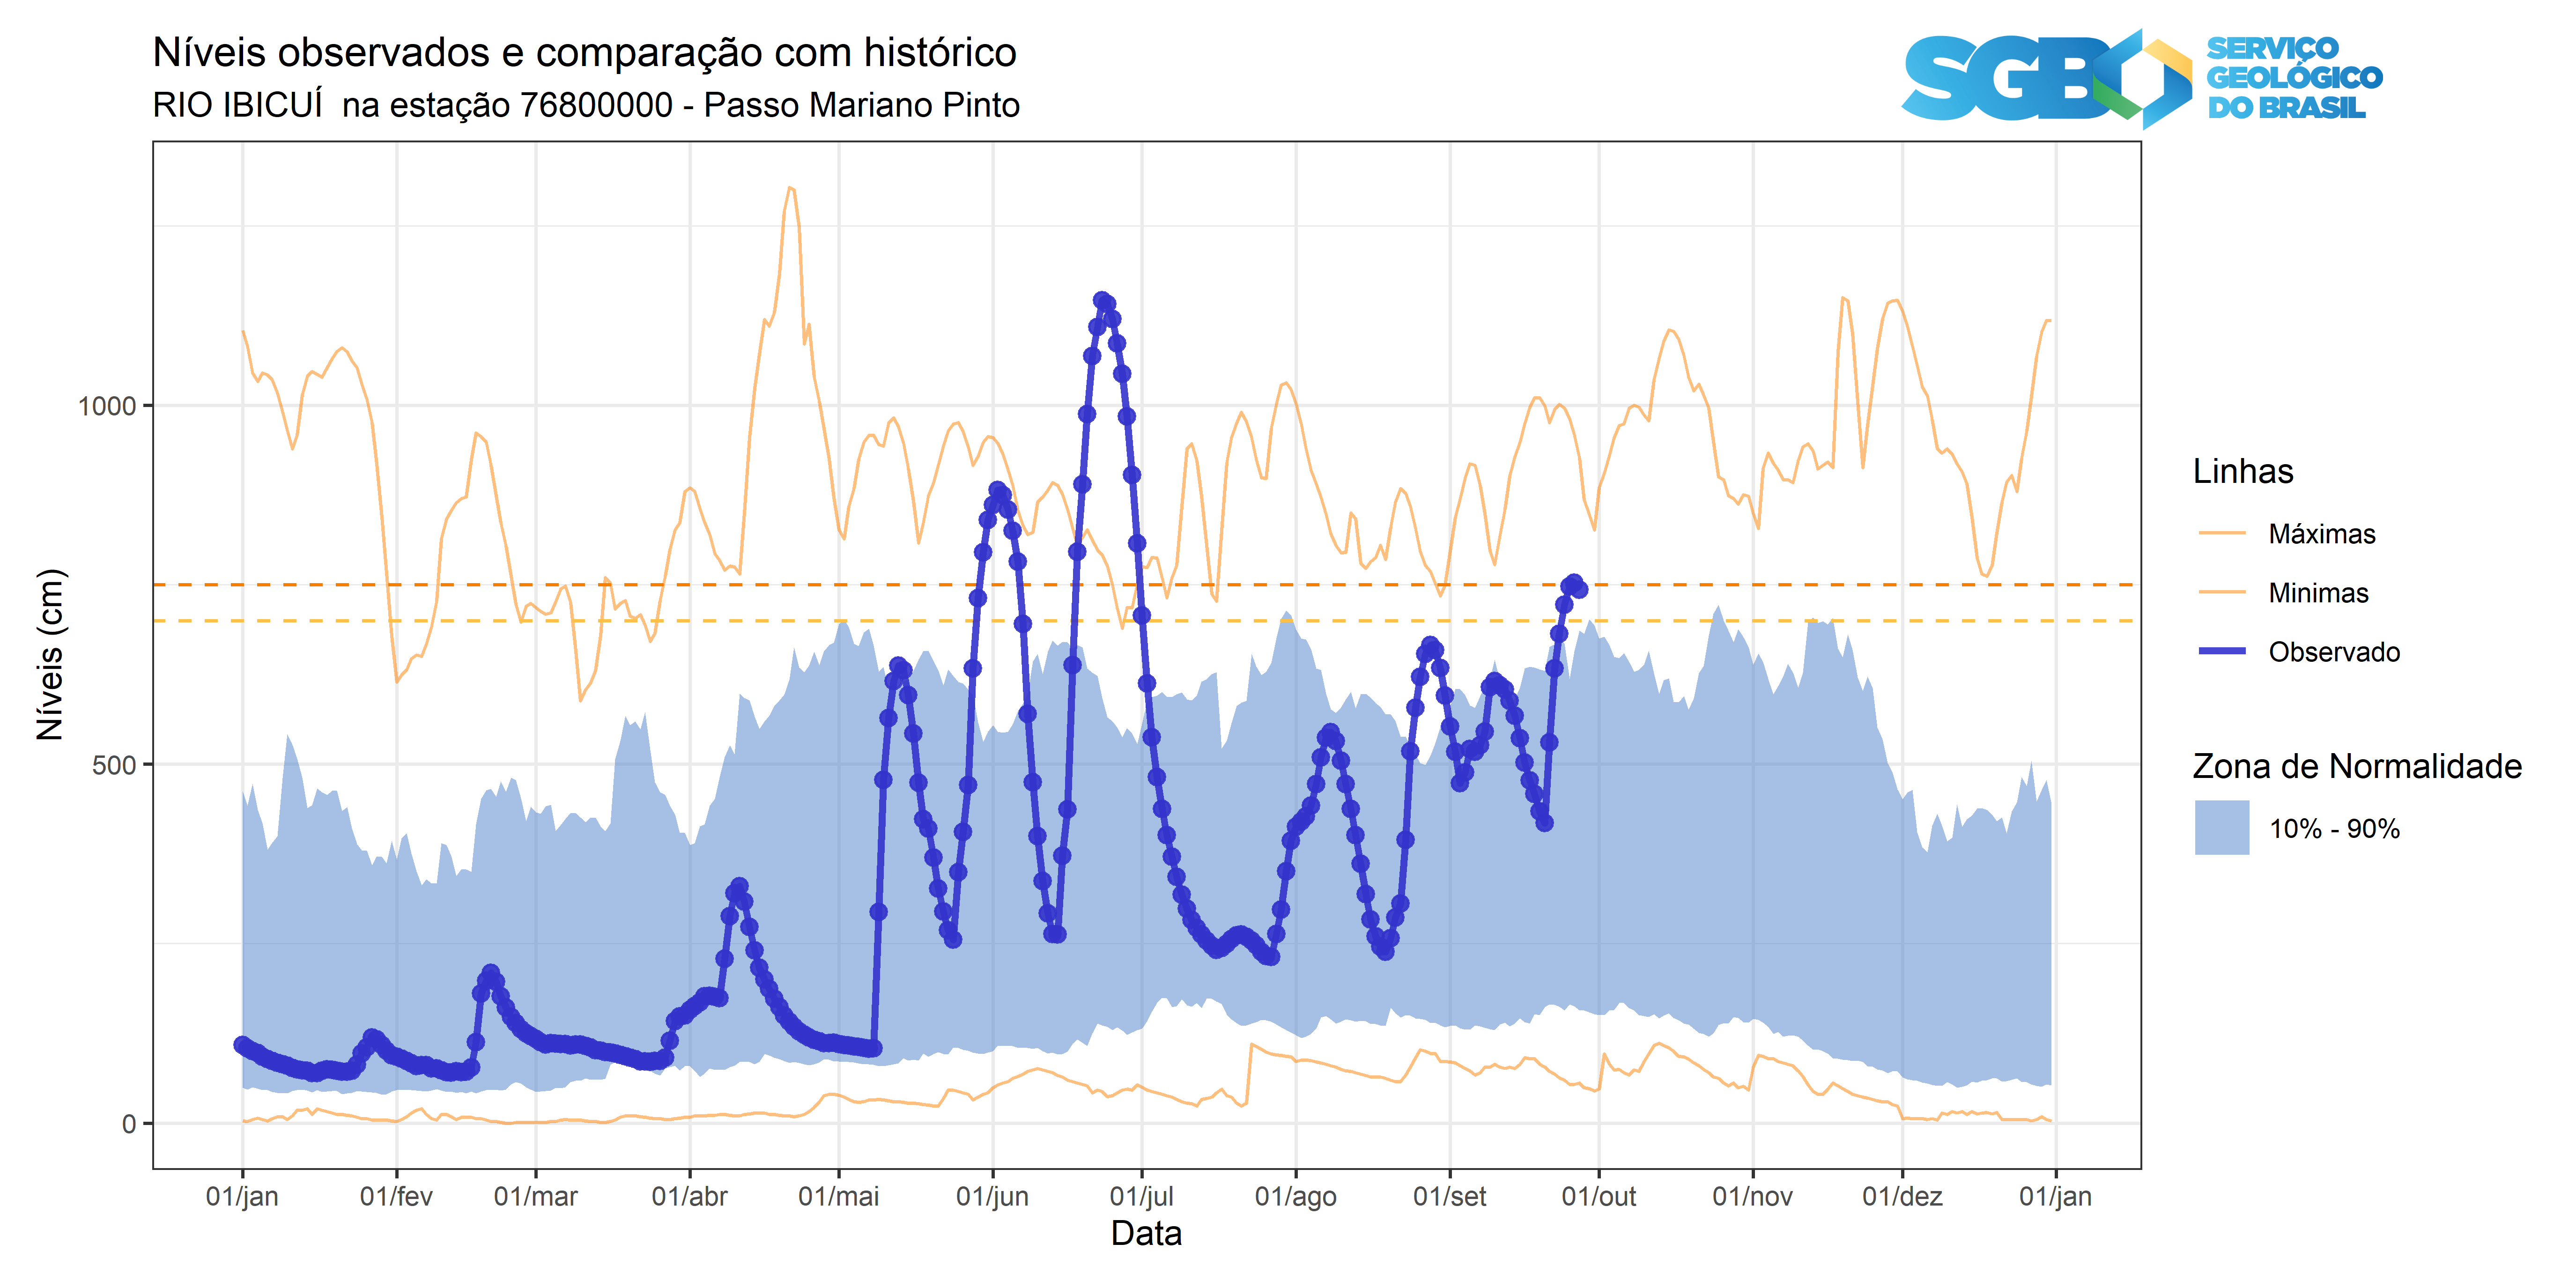 Níveis observados e comparação com histórico
RIO IBICUÍ  na estação 76800000 - Passo Mariano Pinto
SGB
SERVIÇO
GEOLÓGICO
DO BRASIL
Níveis (cm)
1000
500
0
01/jan
01/fev
01/mar
01/abr
01/mai
01/jun
01/jul
01/ago
01/set
01/out
01/nov
01/dez
01/jan
Data
Linhas
Máximas
Minimas
Observado
Zona de Normalidade
10% - 90%